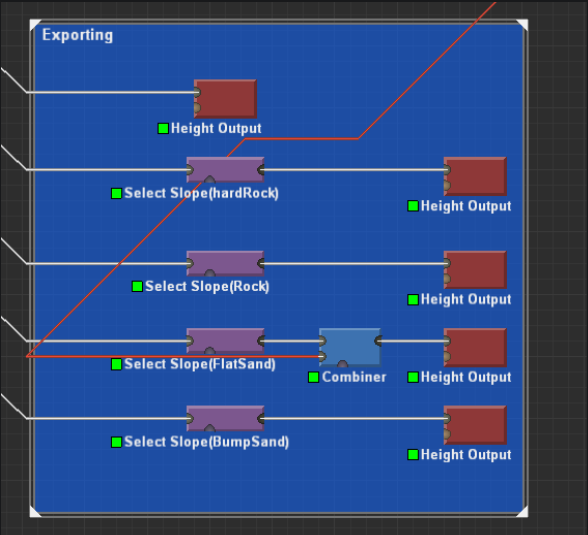 Exporting
Height Output
Select Slope(hardRock)
Height Output
Select Slope(Rock)
Height Output
Select Slope(FlatSand)
Combiner
Height Output
Select Slope(BumpSand)
Height Output